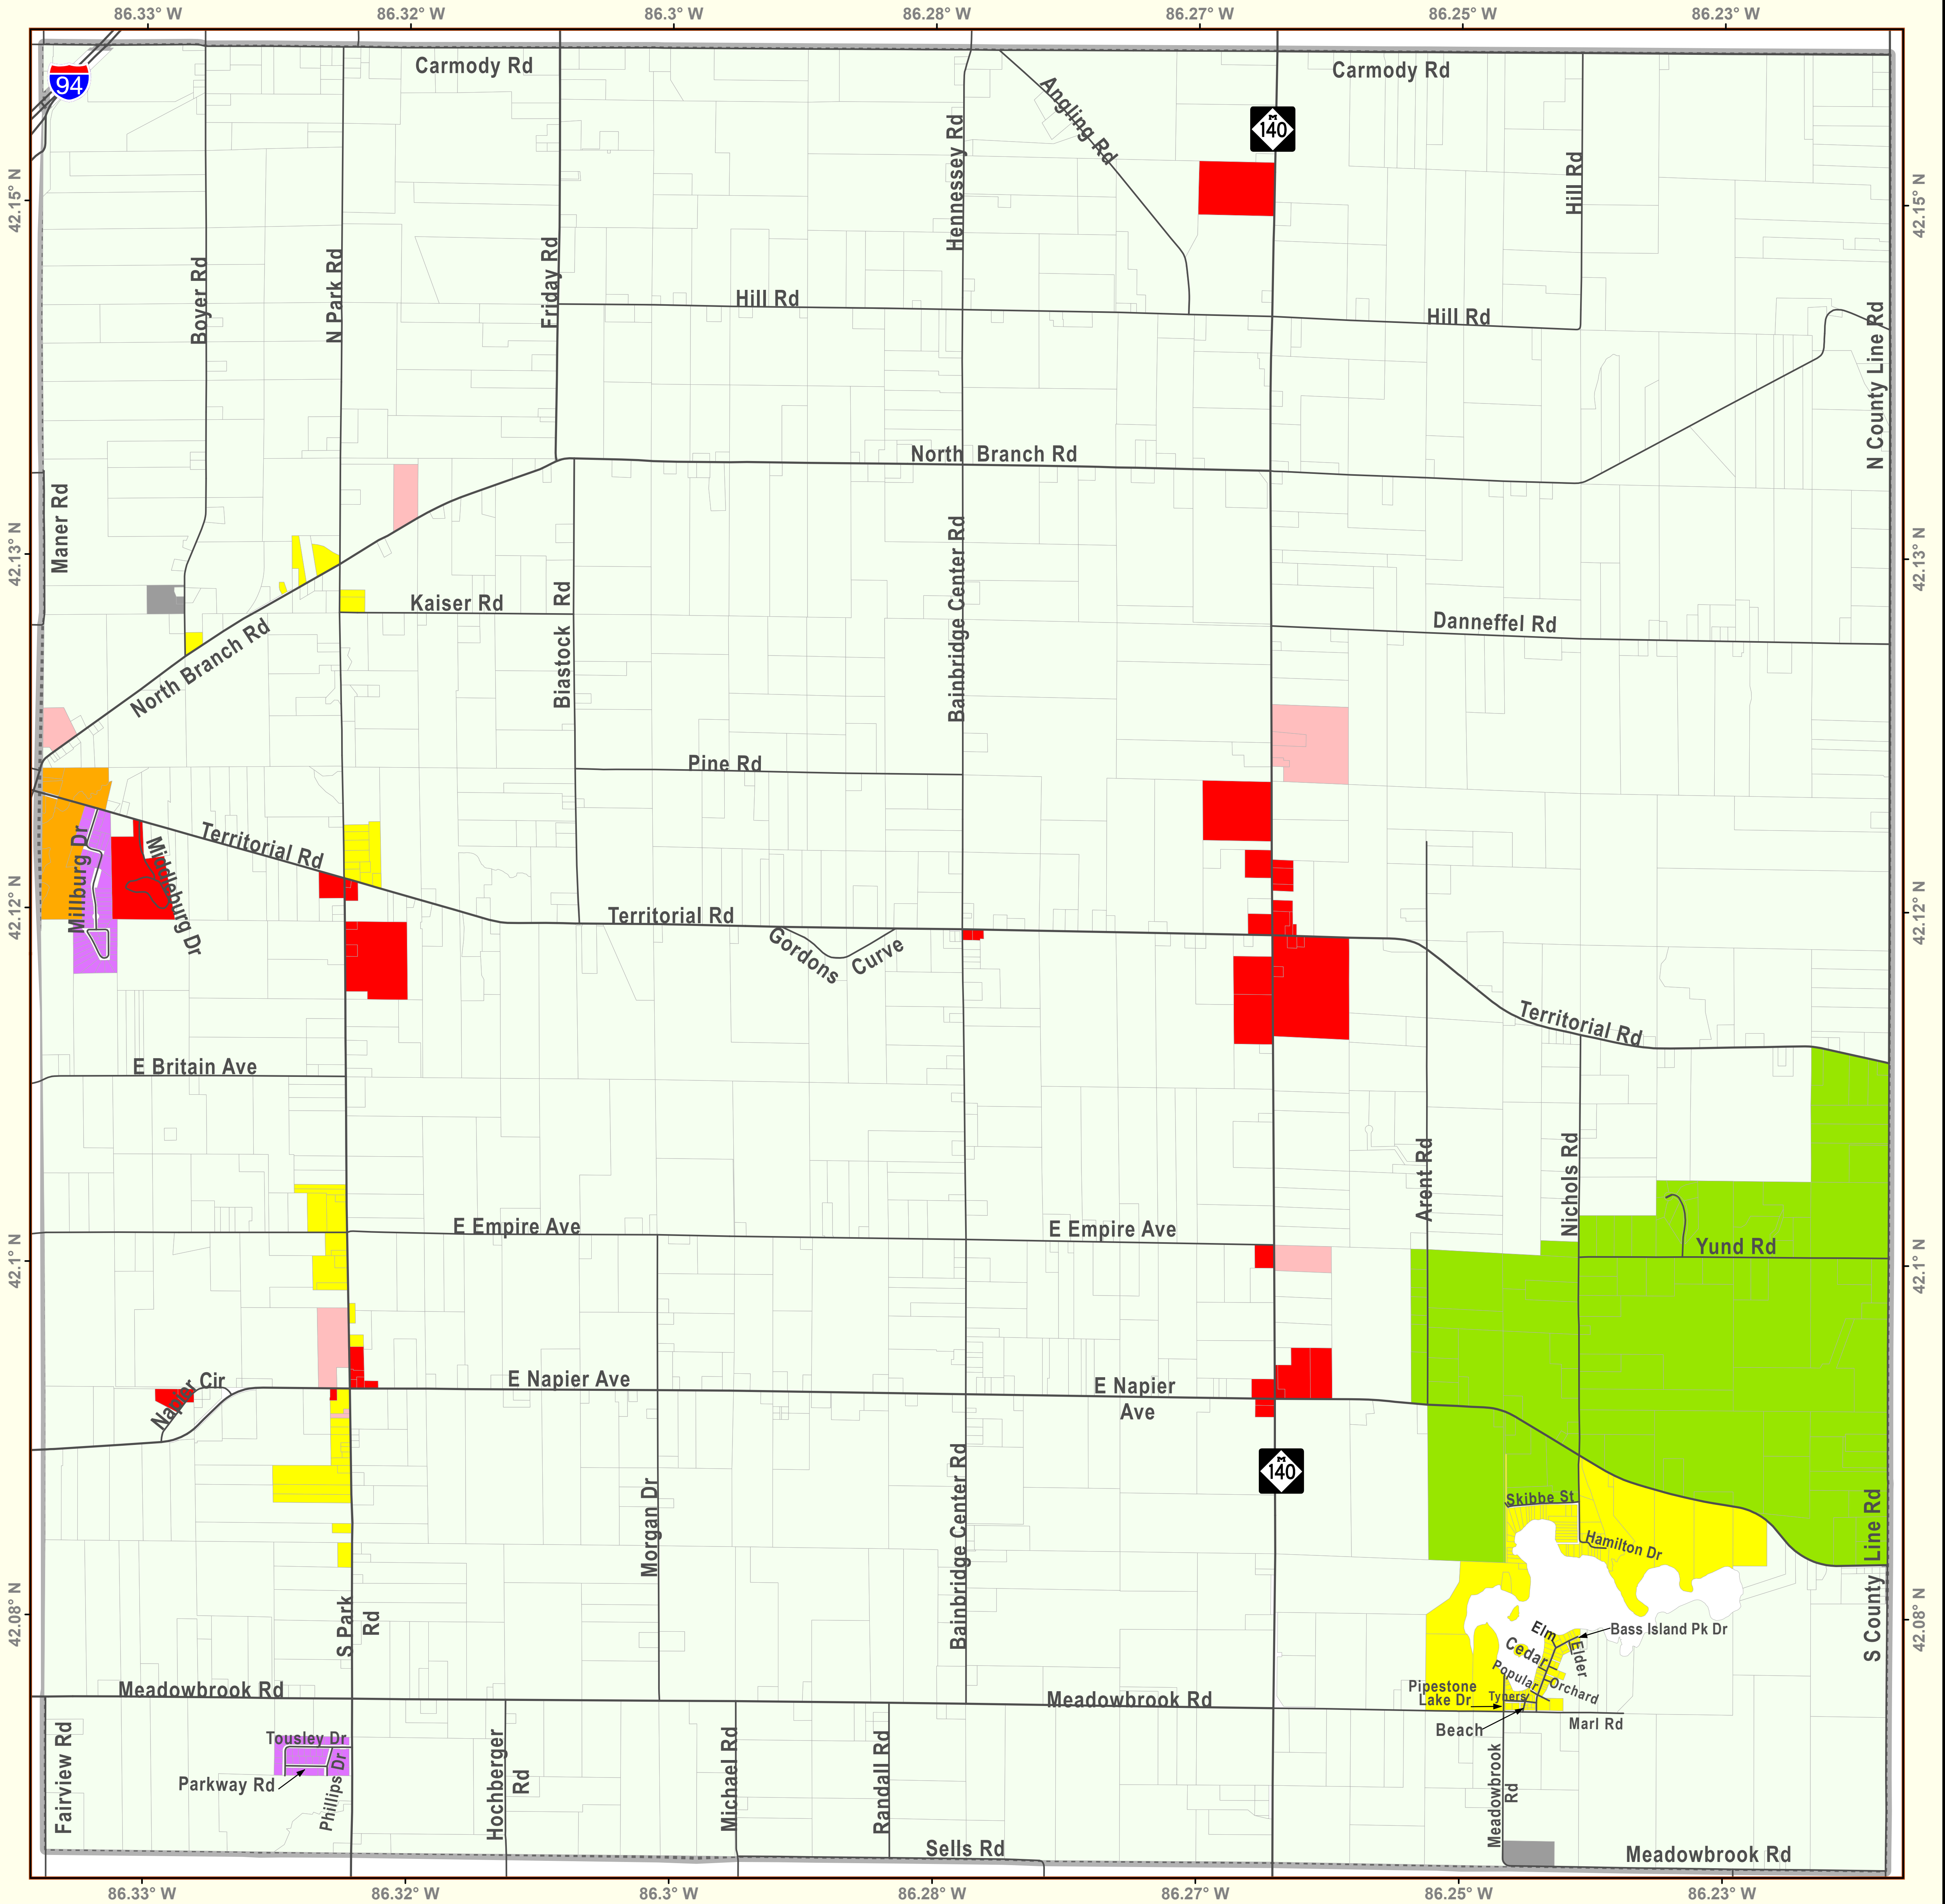 86.33° W
86.32° W
86.3° W
86.28° W
86.27° W
86.25° W
86.23° W
94
Carmody Rd
Carmody Rd
Angling Rd
M
140
Hennessey Rd
Hill Rd
42.15° N
42.15° N
Boyer Rd
N Park Rd
Friday Rd
Hill Rd
Hill Rd
N County Line Rd
North Branch Rd
Maner Rd
42.13° N
42.13° N
Bainbridge Center Rd
Kaiser Rd
Biastock Rd
Danneffel Rd
North Branch Rd
Pine Rd
Territorial Rd
Millburg Dr
Middleburg Dr
42.12° N
42.12° N
Territorial Rd
Gordons Curve
Territorial Rd
E Britain Ave
Arent Rd
Nichols Rd
E Empire Ave
E Empire Ave
Yund Rd
42.1° N
42.1° N
Napier Cir
E Napier Ave
E Napier
Ave
M
140
Morgan Dr
Bainbridge Center Rd
Skibbe St
Hamilton Dr
S County Line Rd
42.08° N
42.08° N
S Park
Rd
Elm
Bass Island Pk Dr
Cedar
Elder
Popular
Orchard
Pipestone
Lake Dr
Tyners
Meadowbrook Rd
Meadowbrook Rd
Beach
Marl Rd
Fairview Rd
Tousley Dr
Parkway Rd
Phillips Dr
Hochberger
Rd
Michael Rd
Randall Rd
Meadowbrook
Rd
Sells Rd
Meadowbrook Rd
86.33° W
86.32° W
86.3° W
86.28° W
86.27° W
86.25° W
86.23° W